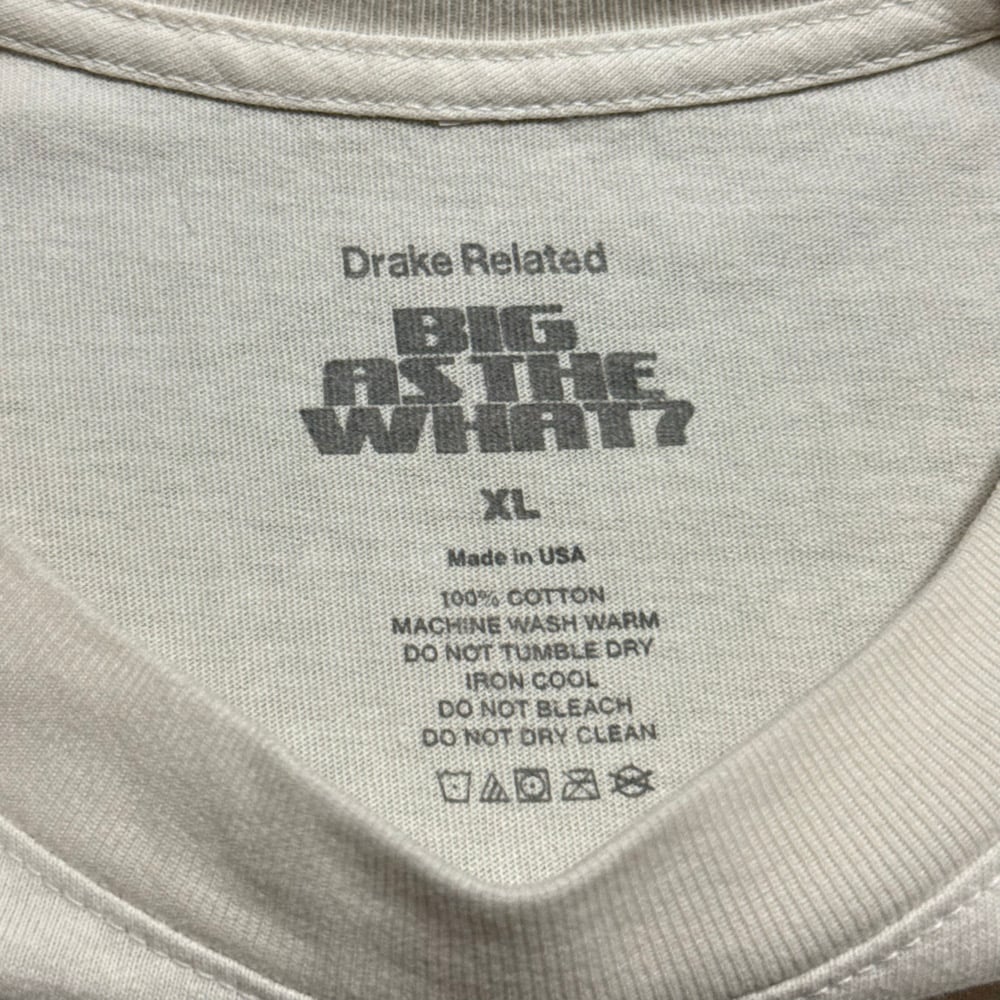 Drake Related
BIG
AS THE
WHAT?
XL
Made in USA
100% COTTON
MACHINE WASH WARM
DO NOT TUMBLE DRY
IRON COOL
DO NOT BLEACH
DO NOT DRY CLEAN